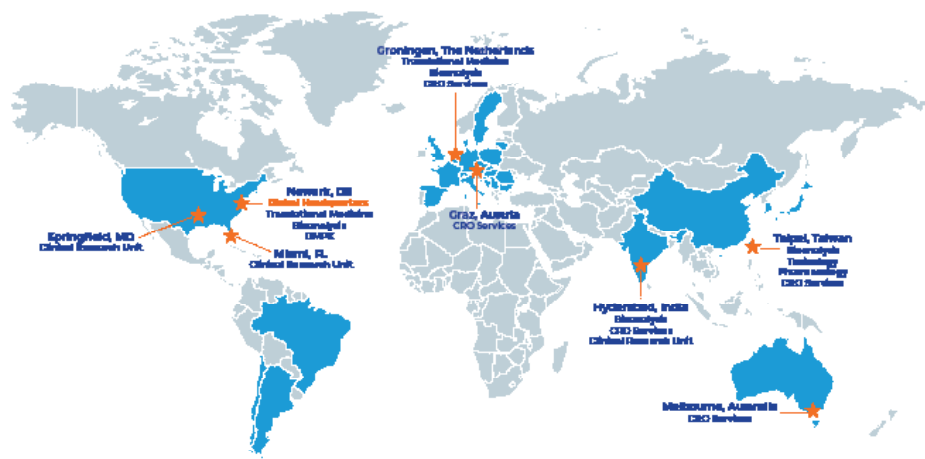 Groningen, The Netherlands
Translational Medicine
Bioanalysis
CRO Services
Newark, DE
Global Headquarters
Translational Medicine
Bioanalysis
DMPK
Springfield, MO
Clinical Research Unit
Miami, FL
Clinical Research Unit
Graz, Austria
CRO Services
Taipei, Taiwan
Bioanalysis
Toxicology
Pharmacology
CRO Services
Hyderabad, India
Bioanalysis
CRO Services
Clinical Research Unit
Melbourne, Australia
CRO Services